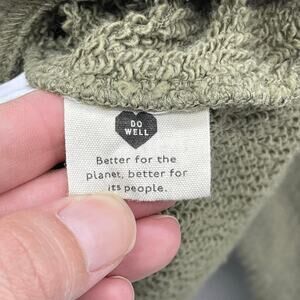 DO
WELL
Better for the
planet, better for
its people.